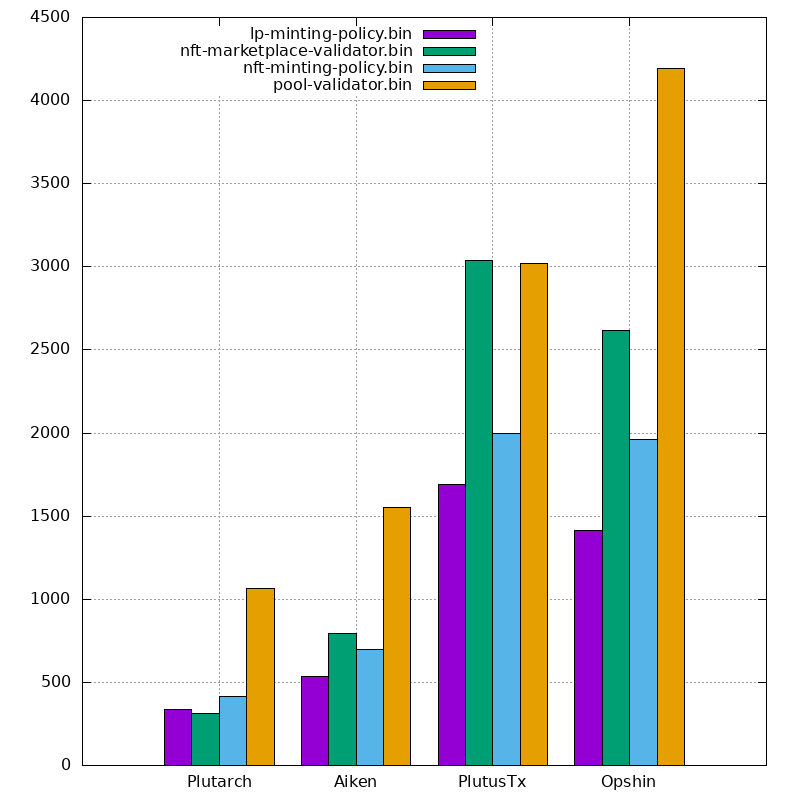 4500
4000
3500
3000
2500
2000
1500
1000
500
0
lp-minting-policy.bin
nft-marketplace-validator.bin
nft-minting-policy.bin
pool-validator.bin
Plutarch Aiken PlutusTx Opshin